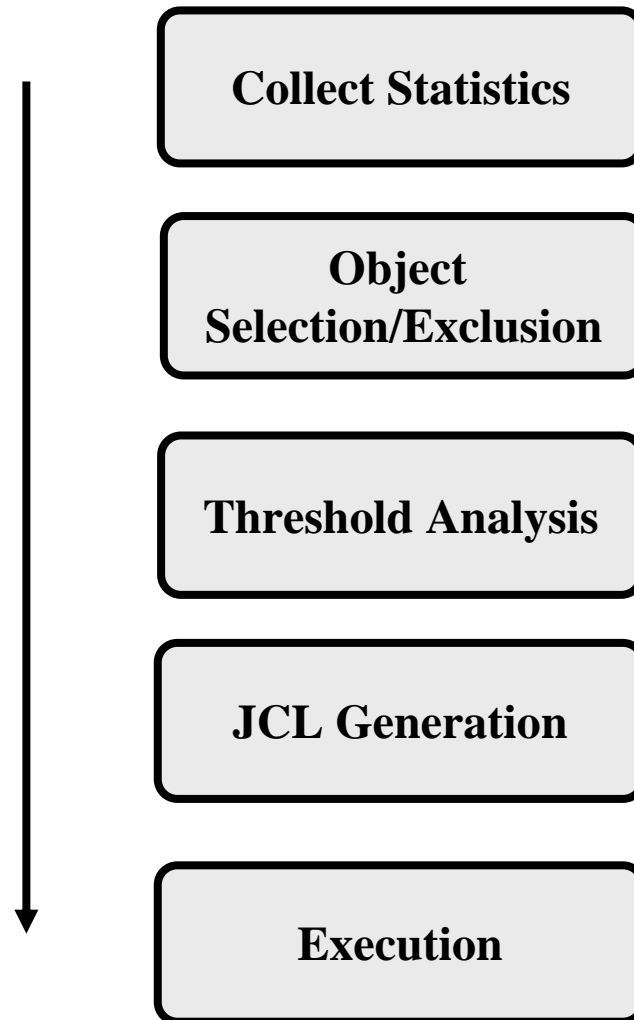 Collect Statistics
Object
Selection/Exclusion
Threshold Analysis
JCL Generation
Execution